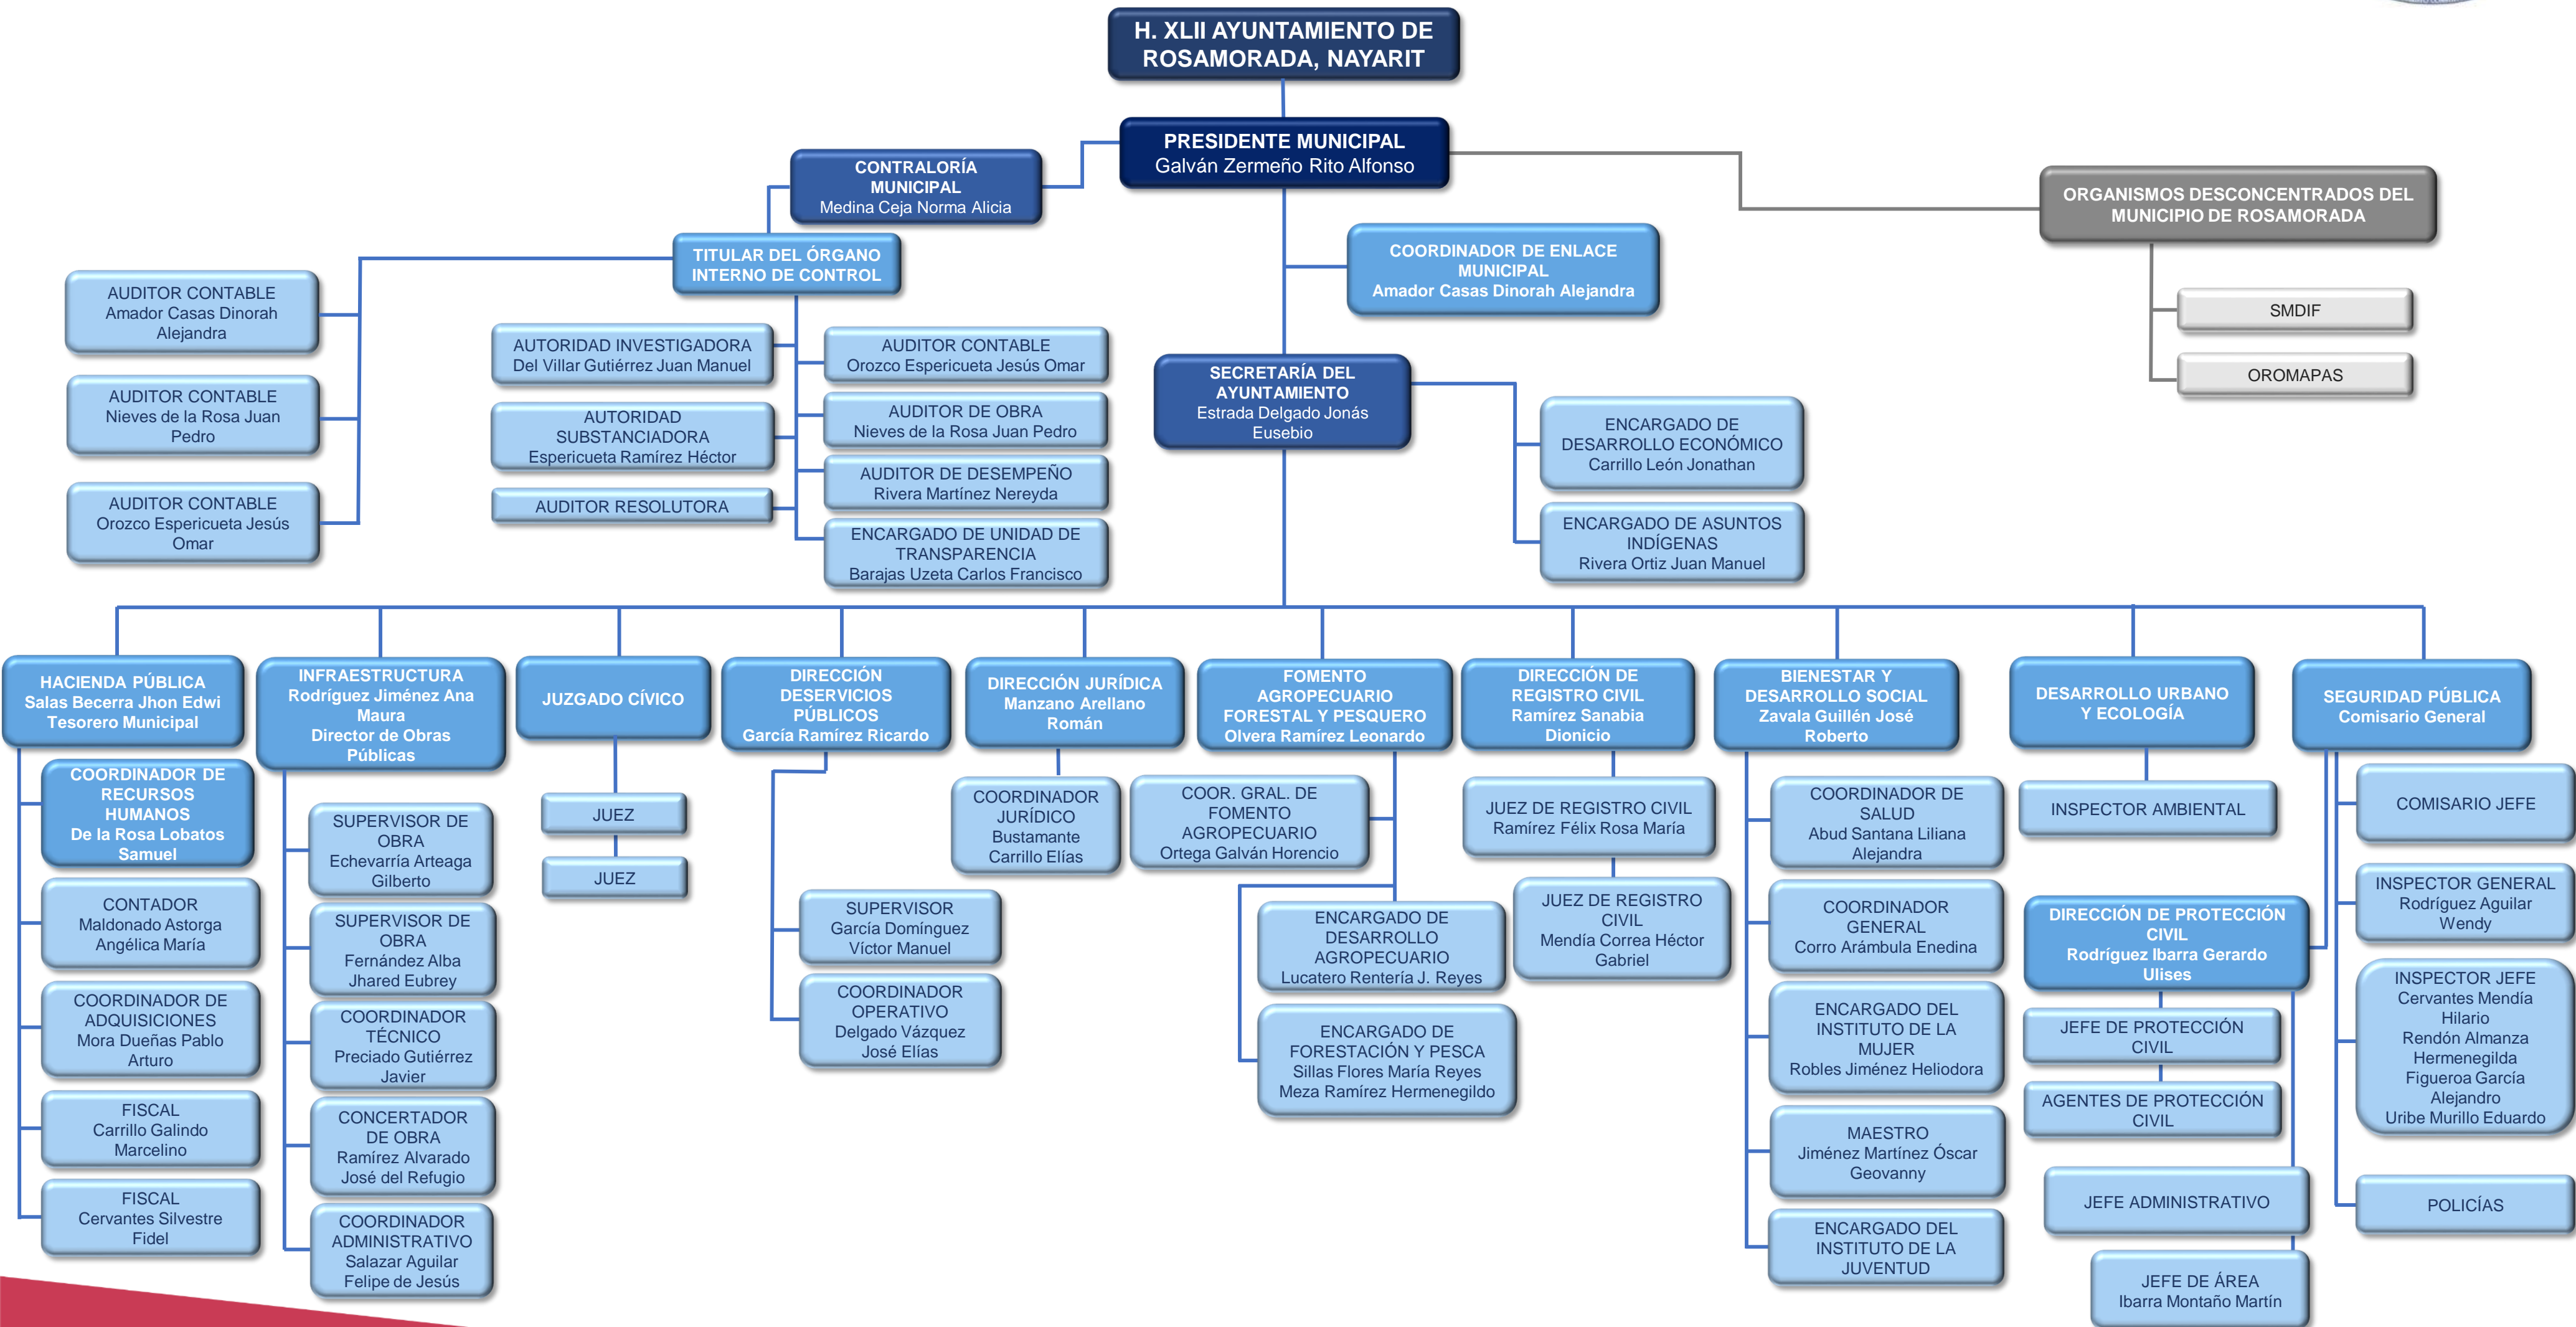 H. XLII AYUNTAMIENTO DE
ROSAMORADA, NAYARIT
PRESIDENTE MUNICIPAL
Galván Zermeño Rito Alfonso
CONTRALORÍA
MUNICIPAL
Medina Ceja Norma Alicia
ORGANISMOS DESCONCENTRADOS DEL
MUNICIPIO DE ROSAMORADA
TITULAR DEL ÓRGANO
INTERNO DE CONTROL
COORDINADOR DE ENLACE
MUNICIPAL
Amador Casas Dinorah Alejandra
SMDIF
OROMAPAS
AUDITOR CONTABLE
Amador Casas Dinorah
Alejandra
AUDITOR CONTABLE
Nieves de la Rosa Juan
Pedro
AUDITOR CONTABLE
Orozco Espericueta Jesús
Omar
AUTORIDAD INVESTIGADORA
Del Villar Gutiérrez Juan Manuel
AUTORIDAD
SUBSTANCIADORA
Espericueta Ramírez Héctor
AUDITOR RESOLUTORA
AUDITOR CONTABLE
Orozco Espericueta Jesús Omar
AUDITOR DE OBRA
Nieves de la Rosa Juan Pedro
AUDITOR DE DESEMPEÑO
Rivera Martínez Nereyda
ENCARGADO DE UNIDAD DE
TRANSPARENCIA
Barajas Uzeta Carlos Francisco
SECRETARÍA DEL
AYUNTAMIENTO
Estrada Delgado Jonás
Eusebio
ENCARGADO DE
DESARROLLO ECONÓMICO
Carrillo León Jonathan
ENCARGADO DE ASUNTOS
INDÍGENAS
Rivera Ortiz Juan Manuel
HACIENDA PÚBLICA
Salas Becerra Jhon Edwi
Tesorero Municipal
COORDINADOR DE
RECURSOS
HUMANOS
De la Rosa Lobatos
Samuel
CONTADOR
Maldonado Astorga
Angélica María
COORDINADOR DE
ADQUISICIONES
Mora Dueñas Pablo
Arturo
FISCAL
Carrillo Galindo
Marcelino
FISCAL
Cervantes Silvestre
Fidel
INFRAESTRUCTURA
Rodríguez Jiménez Ana
Maura
Director de Obras
Públicas
SUPERVISOR DE
OBRA
Echevarría Arteaga
Gilberto
SUPERVISOR DE
OBRA
Fernández Alba
Jhared Eubrey
COORDINADOR
TÉCNICO
Preciado Gutiérrez
Javier
CONCERTADOR
DE OBRA
Ramírez Alvarado
José del Refugio
COORDINADOR
ADMINISTRATIVO
Salazar Aguilar
Felipe de Jesús
JUZGADO CÍVICO
JUEZ
JUEZ
DIRECCIÓN
DESERVICIOS
PÚBLICOS
García Ramírez Ricardo
SUPERVISOR
García Domínguez
Víctor Manuel
COORDINADOR
OPERATIVO
Delgado Vázquez
José Elías
DIRECCIÓN JURÍDICA
Manzano Arellano
Román
COORDINADOR
JURÍDICO
Bustamante
Carrillo Elías
FOMENTO
AGROPECUARIO
FORESTAL Y PESQUERO
Olvera Ramírez Leonardo
COOR. GRAL. DE
FOMENTO
AGROPECUARIO
Ortega Galván Horencio
ENCARGADO DE
DESARROLLO
AGROPECUARIO
Lucatero Rentería J. Reyes
ENCARGADO DE
FORESTACIÓN Y PESCA
Sillas Flores María Reyes
Meza Ramírez Hermenegildo
DIRECCIÓN DE
REGISTRO CIVIL
Ramírez Sanabia
Dionicio
JUEZ DE REGISTRO CIVIL
Ramírez Félix Rosa María
JUEZ DE REGISTRO
CIVIL
Mendía Correa Héctor
Gabriel
BIENESTAR Y
DESARROLLO SOCIAL
Zavala Guillén José
Roberto
COORDINADOR DE
SALUD
Abud Santana Liliana
Alejandra
COORDINADOR
GENERAL
Corro Arámbula Enedina
ENCARGADO DEL
INSTITUTO DE LA
MUJER
Robles Jiménez Heliodora
MAESTRO
Jiménez Martínez Óscar
Geovanny
ENCARGADO DEL
INSTITUTO DE LA
JUVENTUD
DESARROLLO URBANO
Y ECOLOGÍA
INSPECTOR AMBIENTAL
DIRECCIÓN DE PROTECCIÓN
CIVIL
Rodríguez Ibarra Gerardo
Ulises
JEFE DE PROTECCIÓN
CIVIL
AGENTES DE PROTECCIÓN
CIVIL
JEFE ADMINISTRATIVO
JEFE DE ÁREA
Ibarra Montaño Martín
SEGURIDAD PÚBLICA
Comisario General
COMISARIO JEFE
INSPECTOR GENERAL
Rodríguez Aguilar
Wendy
INSPECTOR JEFE
Cervantes Mendía
Hilario
Rendón Almanza
Hermenegilda
Figueroa García
Alejandro
Uribe Murillo Eduardo
POLICÍAS